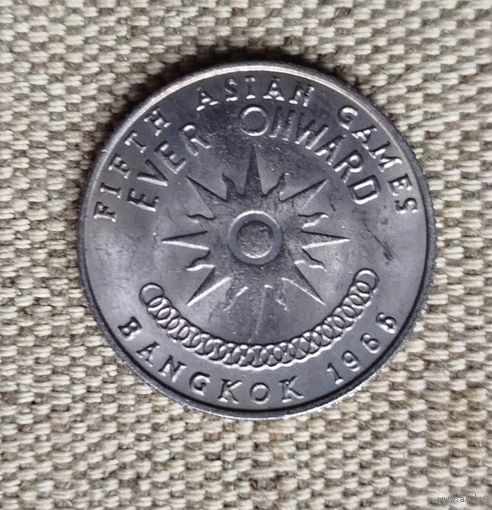 FIFTH ASIAN GAMES
EVER ONWARD
BANGKOK 1966